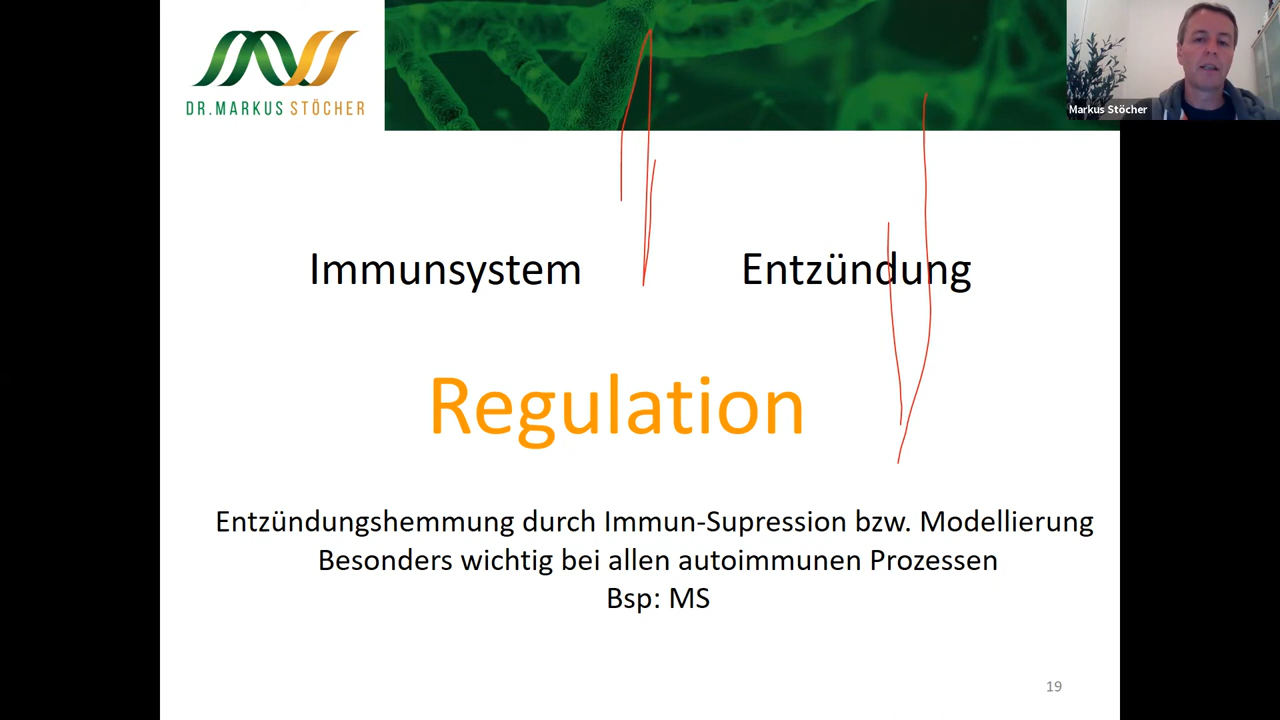 DR.MARKUS STÖCHER
Markus Stöcher
Immunsystem
Entzündung
Regulation
Entzündungshemmung durch Immun-Supression bzw. Modellierung
Besonders wichtig bei allen autoimmunen Prozessen
Bsp: MS
19